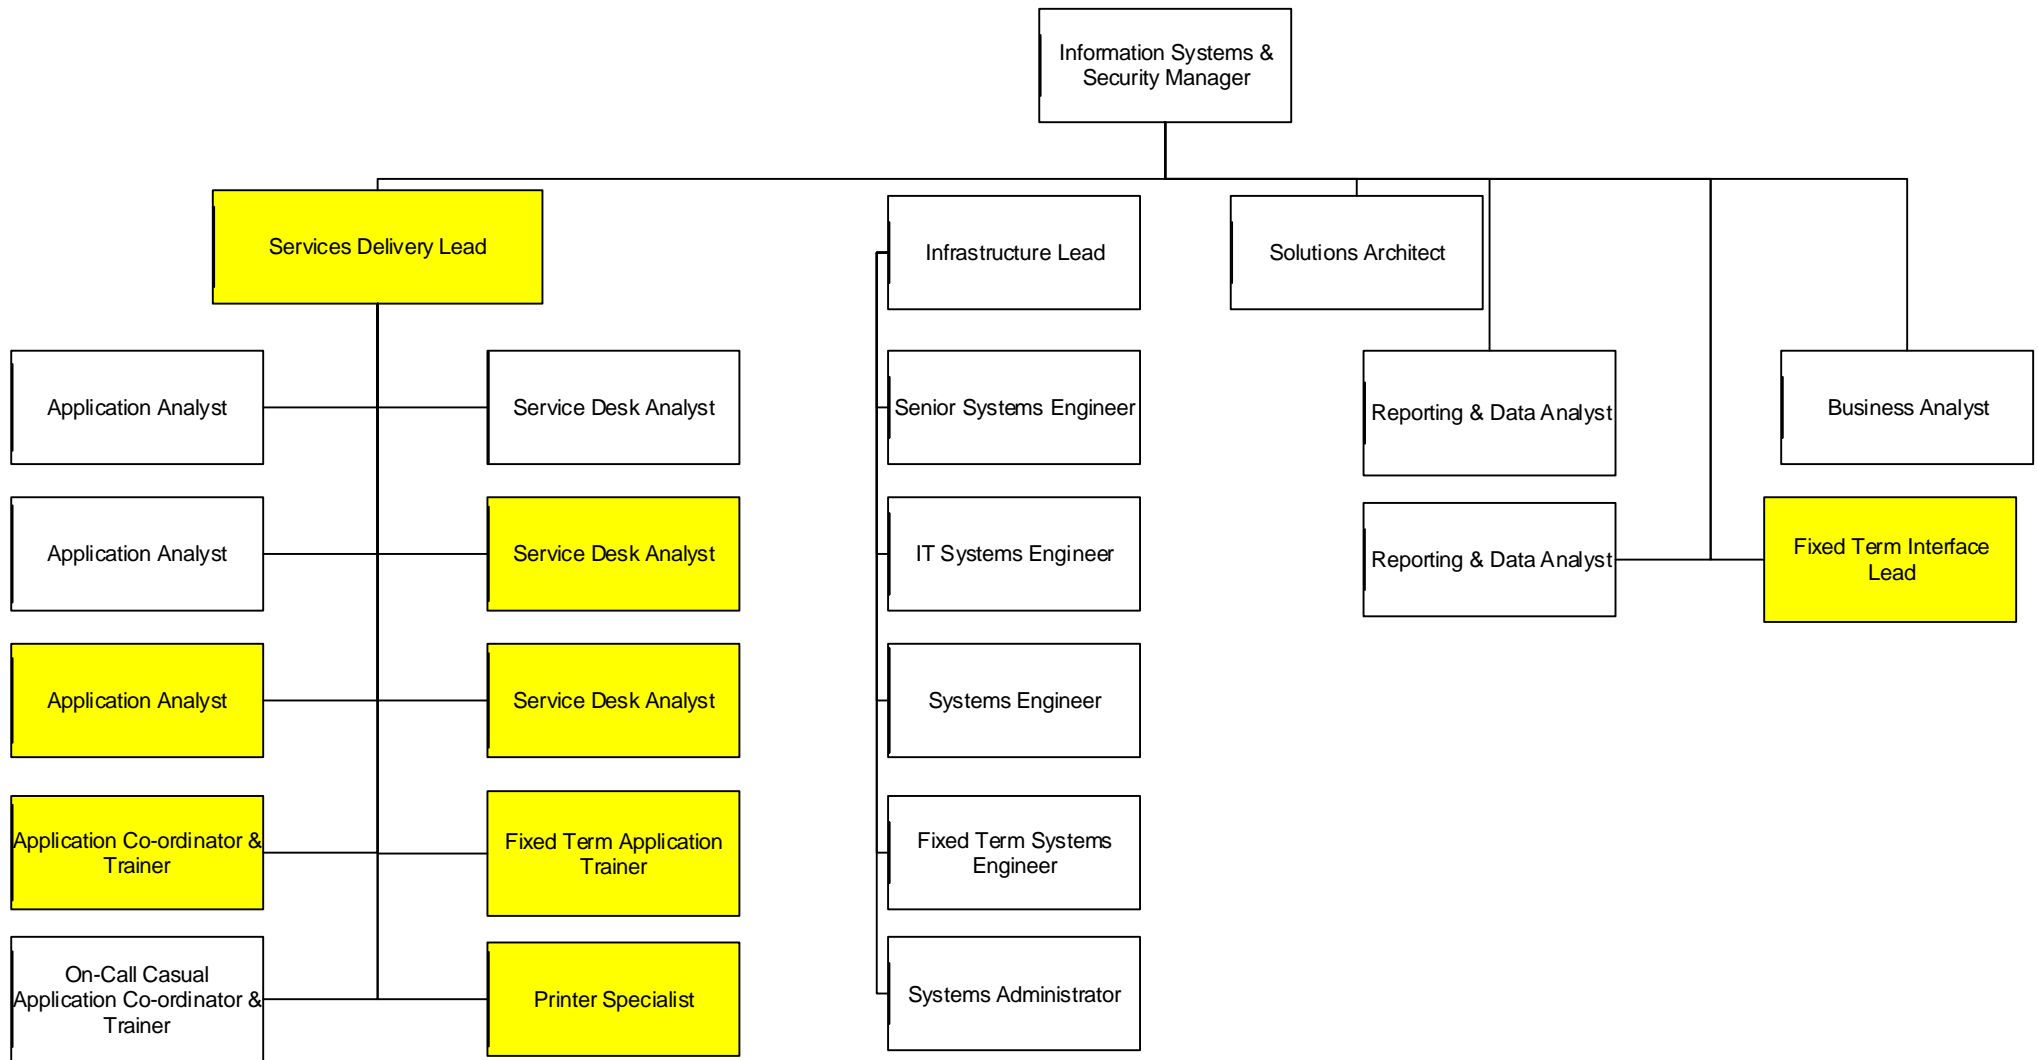 Information Systems &
Security Manager
Services Delivery Lead
Infrastructure Lead
Solutions Architect
Application Analyst
Service Desk Analyst
Senior Systems Engineer
Reporting & Data Analyst
Business Analyst
Application Analyst
Service Desk Analyst
IT Systems Engineer
Reporting & Data Analyst
Fixed Term Interface
Lead
Application Analyst
Service Desk Analyst
Systems Engineer
Application Co-ordinator &
Trainer
Fixed Term Application
Trainer
Fixed Term Systems
Engineer
On-Call Casual
Application Co-ordinator &
Trainer
Printer Specialist
Systems Administrator